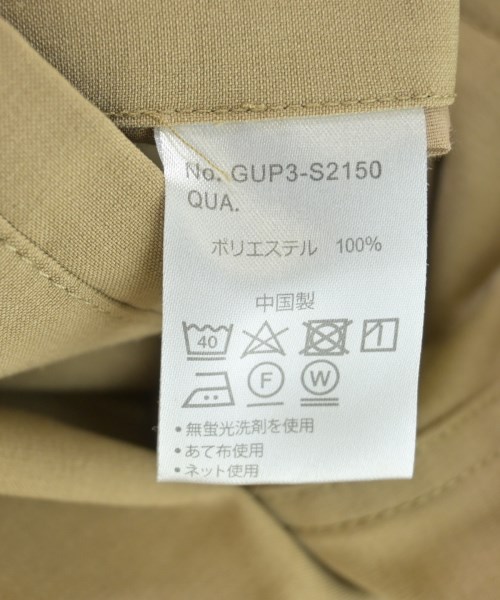 No. GUP3-S2150
QUA.
ポリエステル 100%
中国製
40
F W
・無蛍光洗剤を使用
・あて布使用
・ネット使用